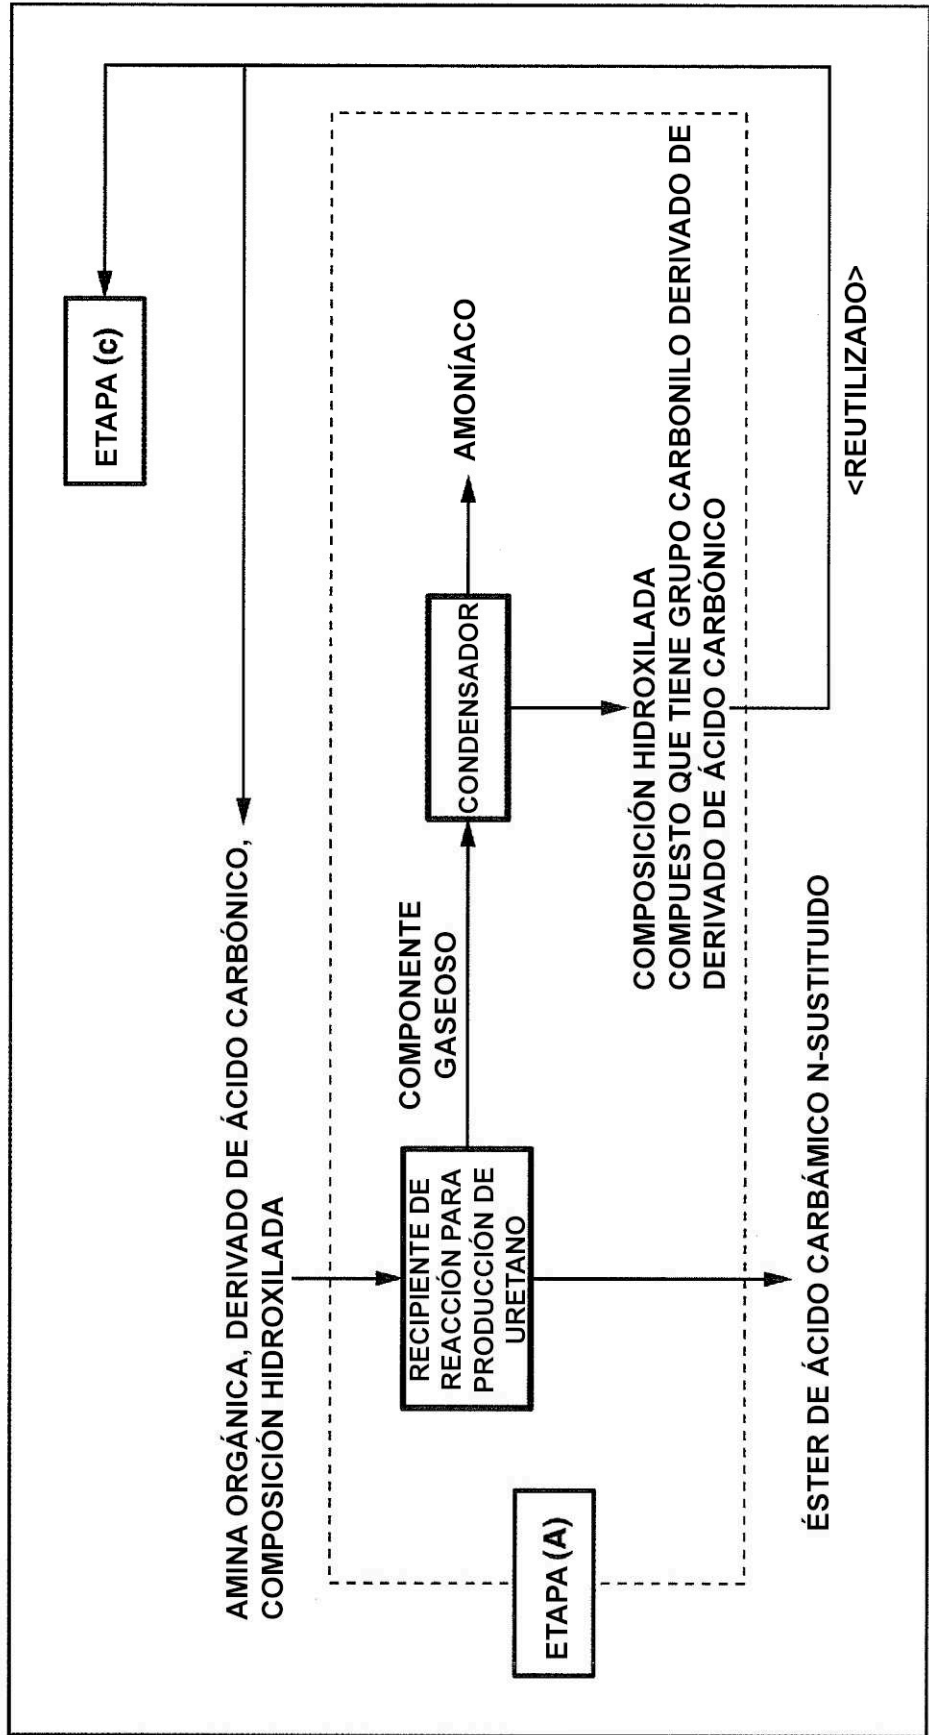 ETAPA (c)
AMINA ORGÁNICA, DERIVADO DE ÁCIDO CARBÓNICO,
COMPOSICIÓN HIDROXILADA
RECIPIENTE DE
REACCIÓN PARA
PRODUCCIÓN DE
URETANO
COMPONENTE
GASEOSO
CONDENSADOR
AMONÍACO
COMPOSICIÓN HIDROXILADA
COMPUESTO QUE TIENE GRUPO CARBONILO DERIVADO DE
DERIVADO DE ÁCIDO CARBÓNICO
<REUTILIZADO>
ETAPA (A)
ÉSTER DE ÁCIDO CARBÁMICO N-SUSTITUIDO